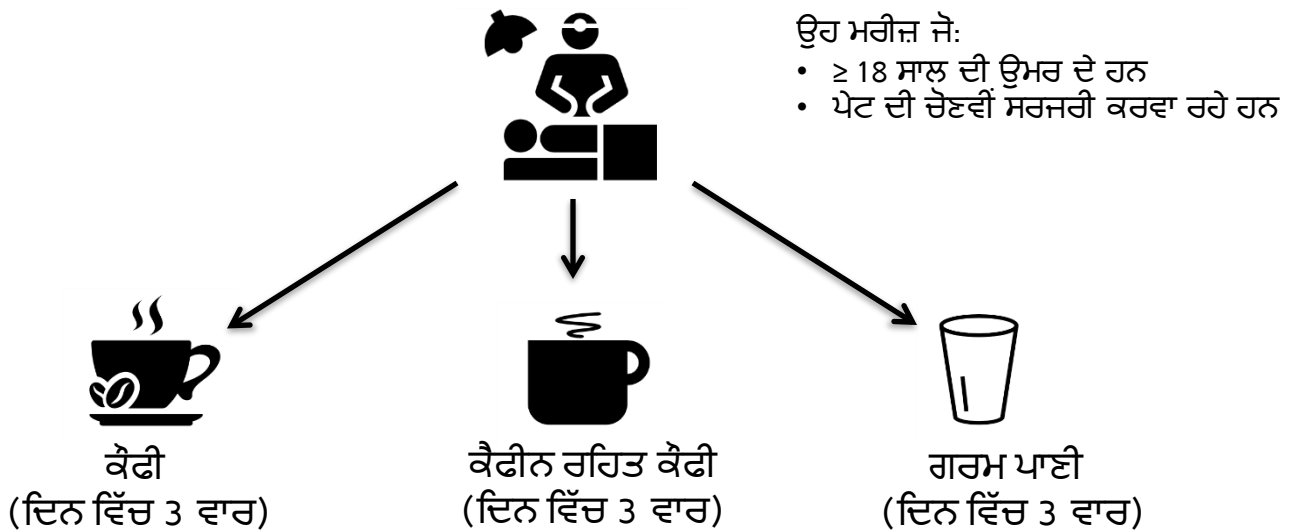 ਉਹ ਮਰੀਜ਼ ਜੋ:
• ≥ 18 ਸਾਲ ਦੀ ਉਮਰ ਦੇ ਹਨ
• ਪੇਟ ਦੀ ਚੋਣਵੀਂ ਸਰਜਰੀ ਕਰਵਾ ਰਹੇ ਹਨ
ਕੌਫੀ
(ਦਿਨ ਵਿੱਚ 3 ਵਾਰ)
ਕੈਫੀਨ ਰਹਿਤ ਕੌਫੀ
(ਦਿਨ ਵਿੱਚ 3 ਵਾਰ)
ਗਰਮ ਪਾਣੀ
(ਦਿਨ ਵਿੱਚ 3 ਵਾਰ)